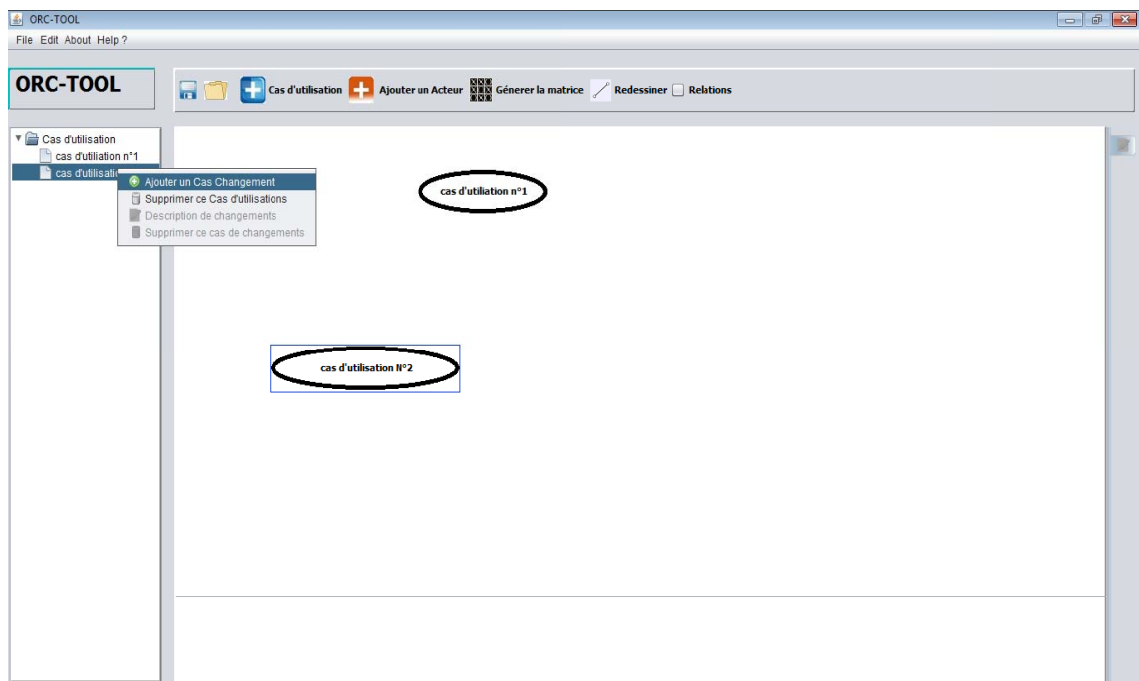 ORC-TOOL
File Edit About Help ?
ORC-TOOL
Cas d'utilisation Ajouter un Acteur Génerer la matrice Redessiner Relations
Cas d'utilisation
cas d'utiliation n°1
cas d'utilisati
Ajouter un Cas Changement
Supprimer ce Cas d'utilisations
Description de changements
Supprimer ce cas de changements
cas d'utiliation n°1
cas d'utilisation N°2